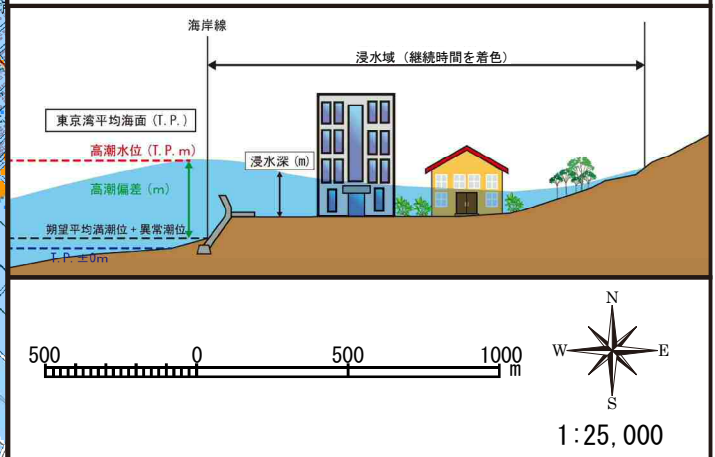 海岸線
浸水域（継続時間を着色）
東京湾平均海面（T.P.）
高潮水位（T.P.m）
浸水深（m）
高潮偏差（m）
朔望平均満潮位+異常潮位
T.P.±0m
500 0 500 1000
m
N
W E
S
1:25,000